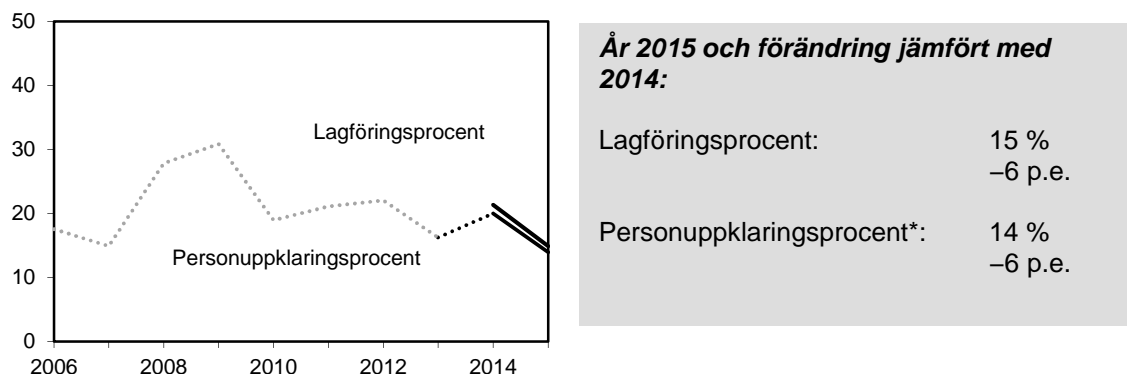 50
40
30
20
10
0
2006 2008 2010 2012 2014
Lagföringsprocent
Personuppklaringsprocent
År 2015 och förändring jämfört med
2014:
Lagföringsprocent: 15 %
–6 p.e.
Personuppklaringsprocent*: 14 %
–6 p.e.